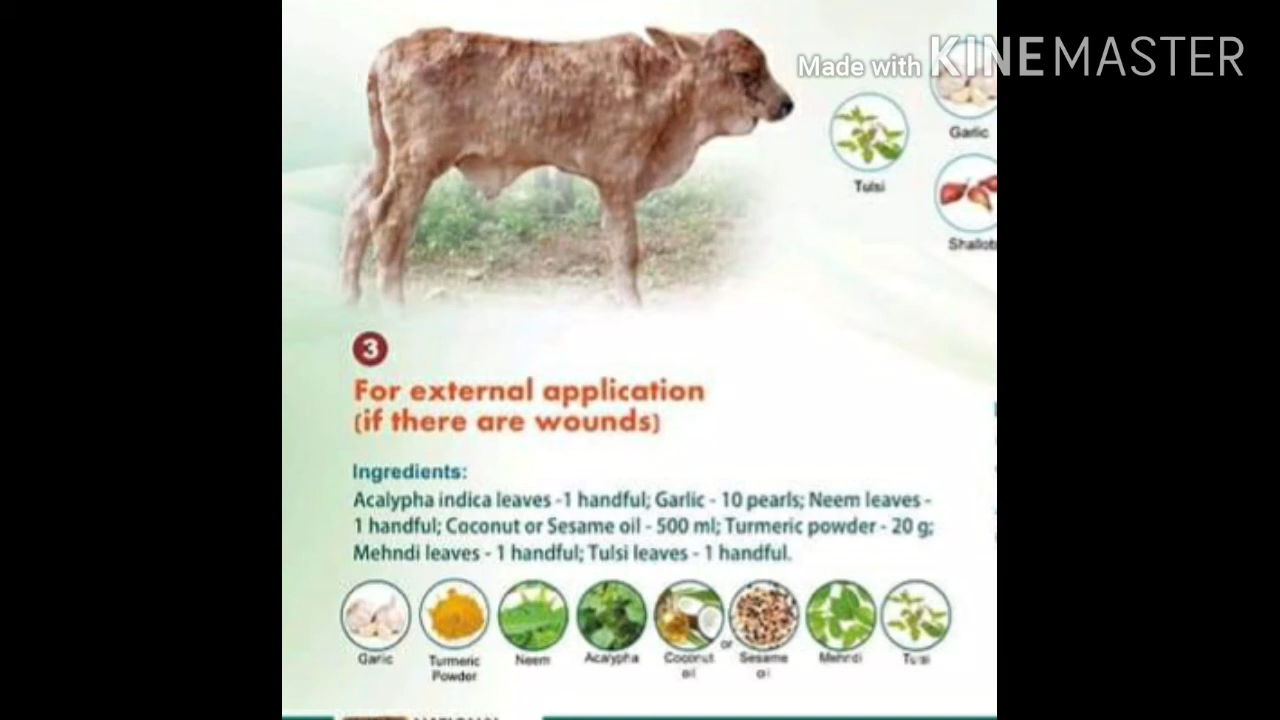 Made with KINEMASTER
Garlic
Tulsi
Shallots
3
For external application
(if there are wounds)
Ingredients:
Acalypha indica leaves -1 handful; Garlic - 10 pearls; Neem leaves -
1 handful; Coconut or Sesame oil - 500 ml; Turmeric powder - 20 g;
Mehndi leaves - 1 handful; Tulsi leaves - 1 handful.
Garlic Turmeric Neem Acalypha Coconut or Sesame Mehndi Tulsi
Powder oil oil